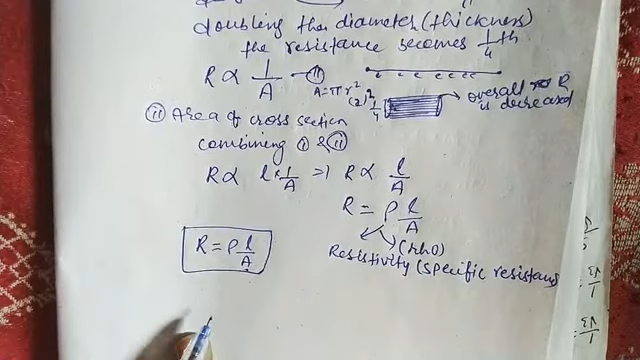 doubling the diameter (thickness)
the resistance becomes 1/4 th
R ∝ 1/A — (ii)
A = πr²
(2)² 1/4
overall R
is decreased
(ii) Area of cross section
combining (i) & (ii)
R ∝ l × 1/A ⇒ R ∝ l/A
R = ρ l/A
(rho)
Resistivity (specific resistans
R = ρ l/A